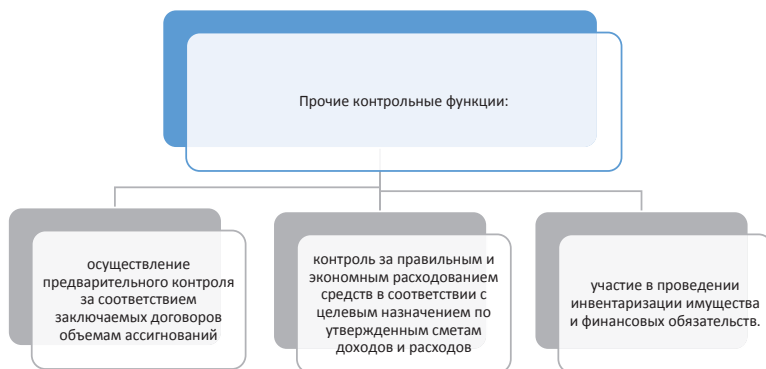 Прочие контрольные функции:
осуществление
предварительного контроля
за соответствием
заключаемых договоров
объемам ассигнований
контроль за правильным и
экономным расходованием
средств в соответствии с
целевым назначением по
утвержденным сметам
доходов и расходов
участие в проведении
инвентаризации имущества
и финансовых обязательств.